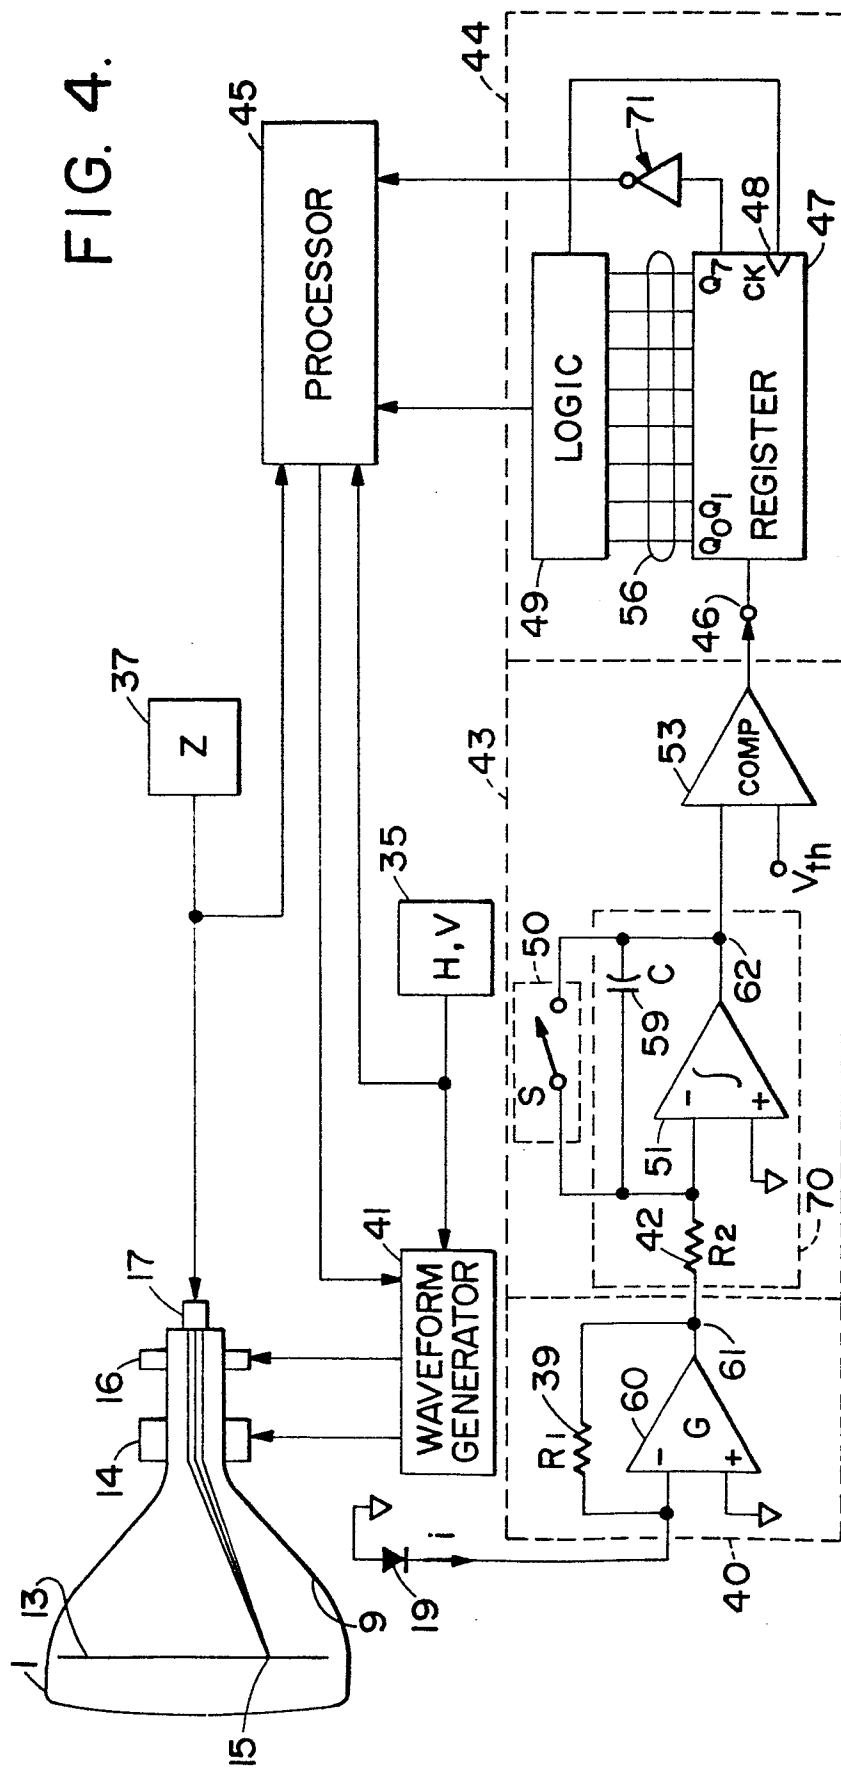 FIG. 4.
1
13
15
9
14
16
17
Z
37
H, V
35
WAVEFORM
GENERATOR
41
PROCESSOR
45
19
i
40
R1
39
60
G
-
+
61
43
42
R2
70
S
50
51
-
+
∫
C
59
62
53
COMP
Vth
44
46
49
LOGIC
56
Q0 Q1
Q7
CK
48
REGISTER
47
71